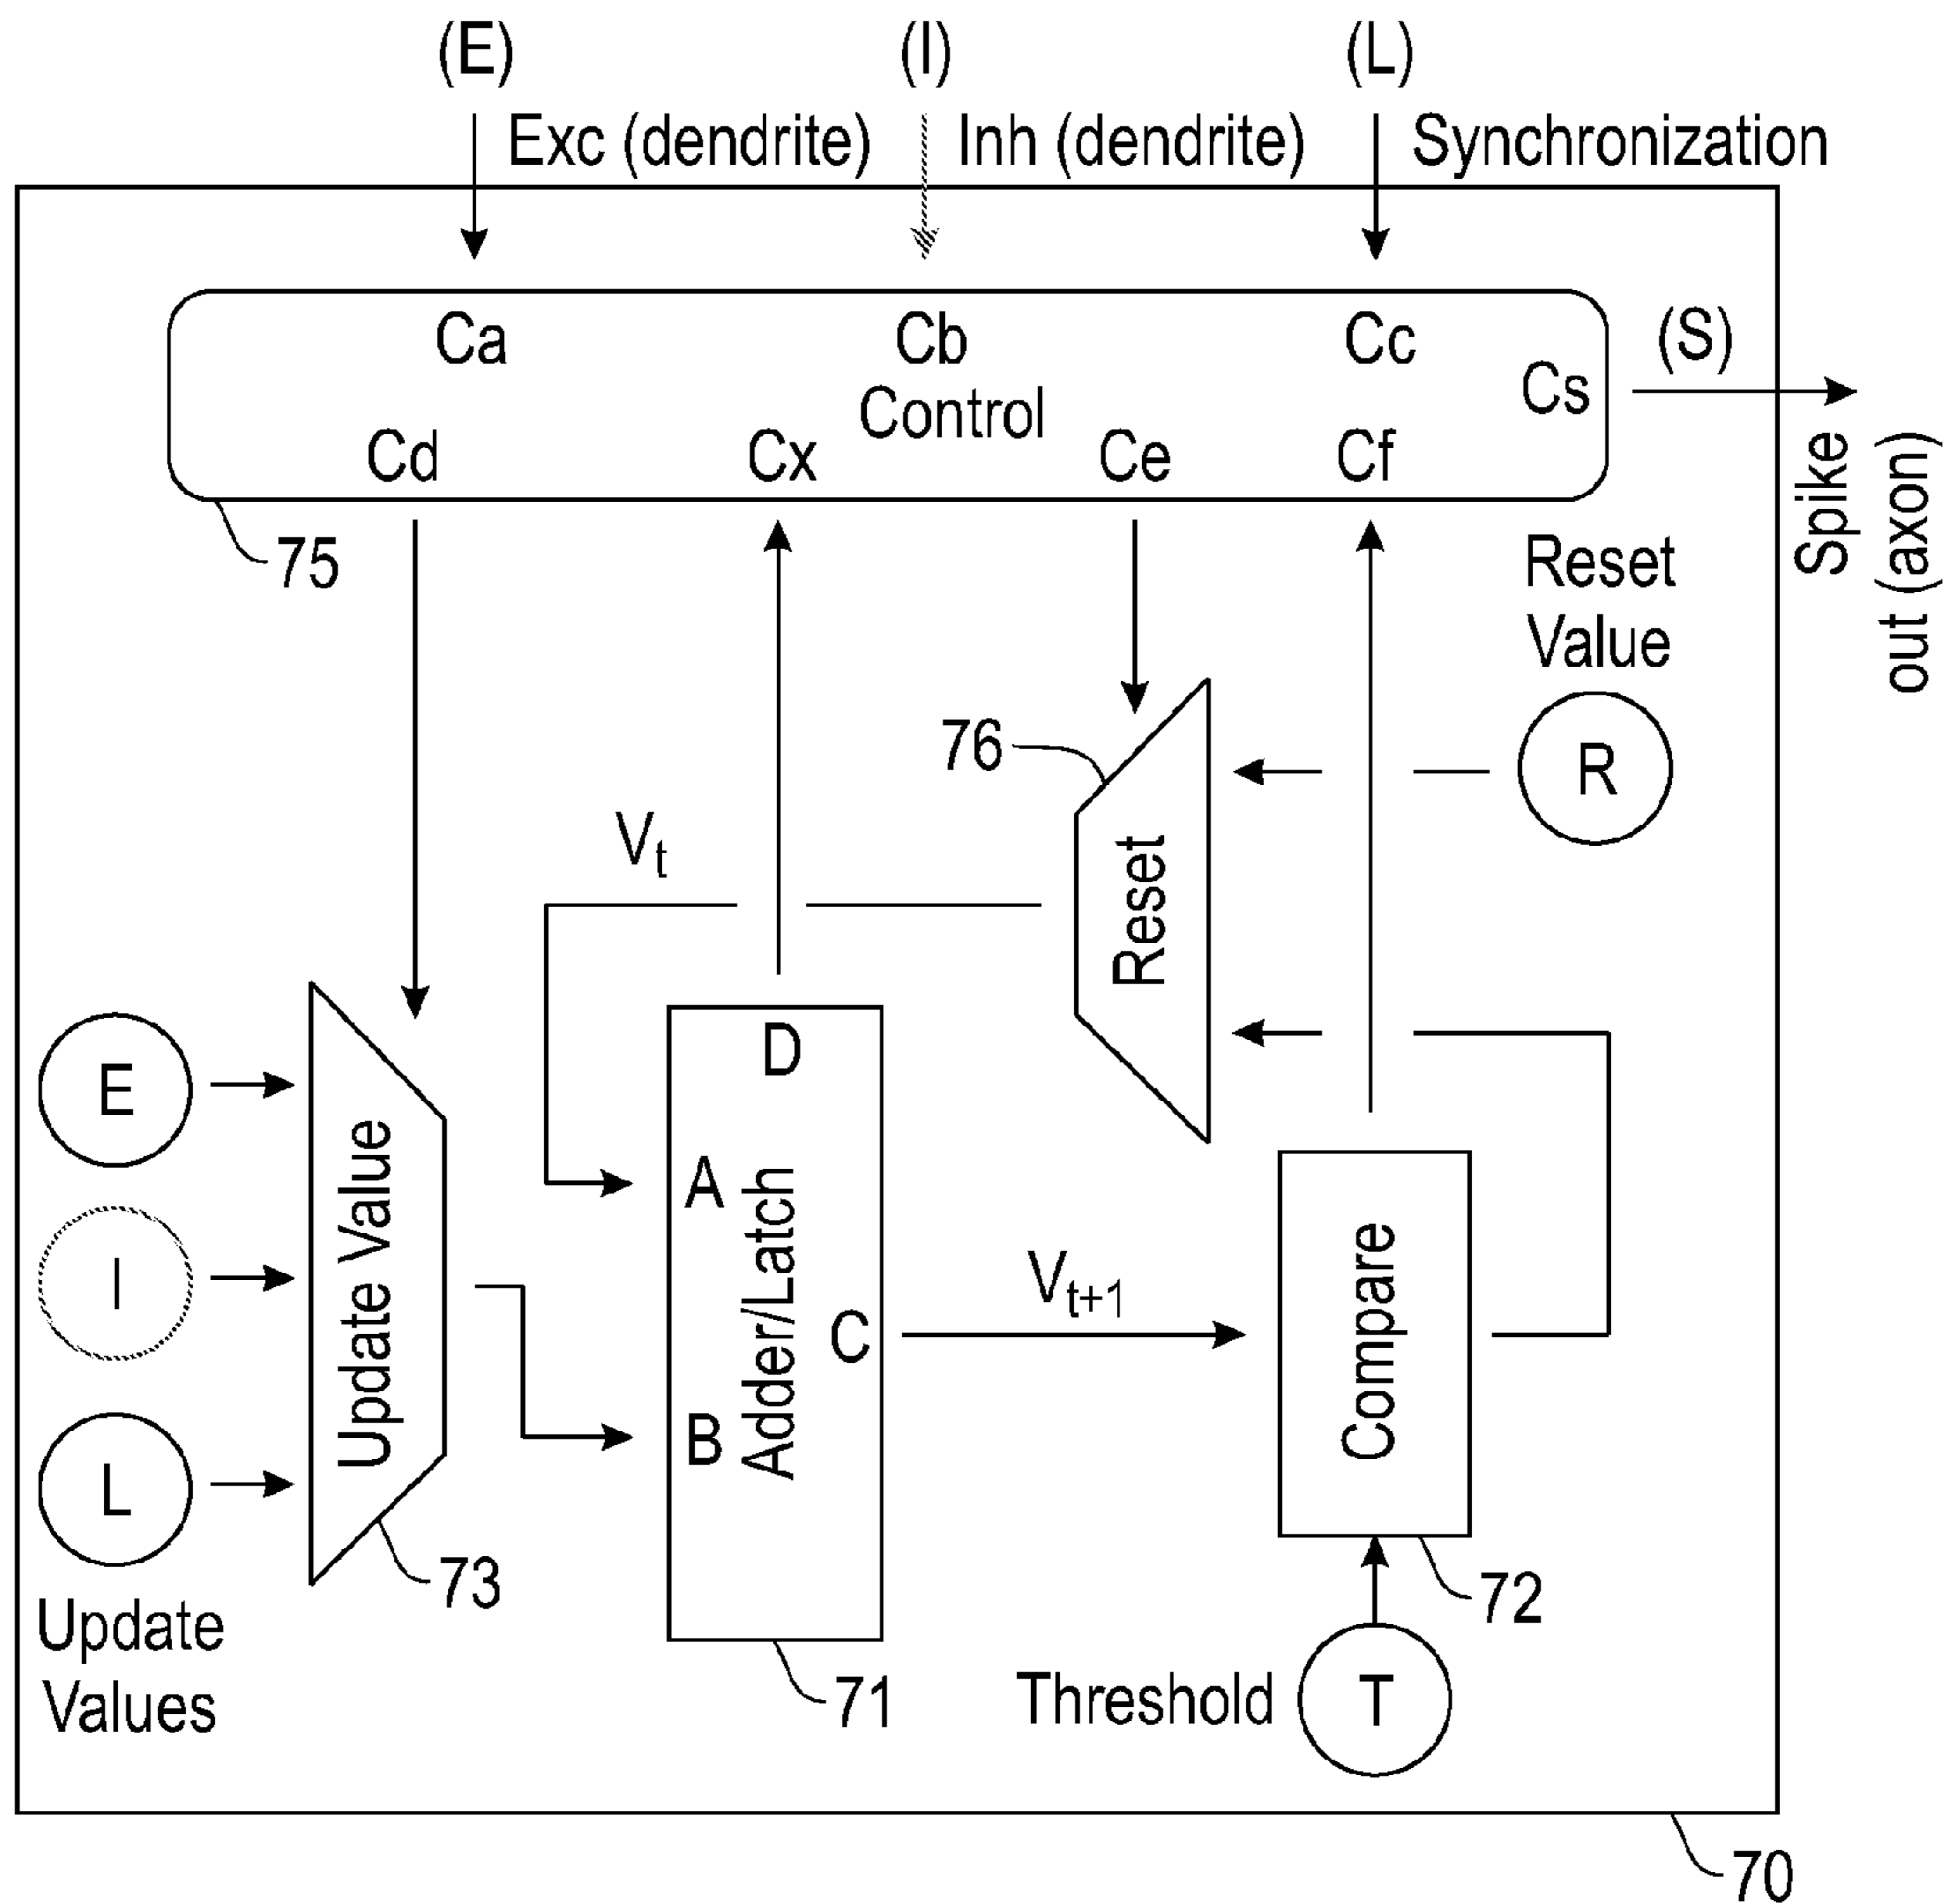 (E)
(I)
(L)
Exc (dendrite)
Inh (dendrite)
Synchronization
Ca
Cb
Cc
(S)
Cs
Control
Cd
Cx
Ce
Cf
Spike
out (axon)
75
Reset
Value
76
R
Vt
Reset
D
E
A
Update Value
Adder/Latch
I
Vt+1
C
Compare
B
L
73
72
Update
Values
71
Threshold
T
70